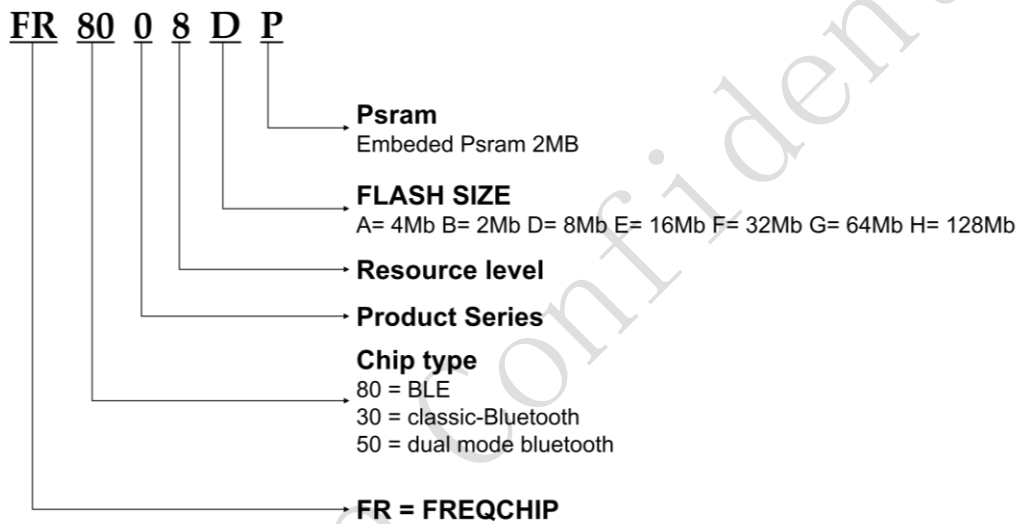 FR 80 0 8 D P
Psram
Embeded Psram 2MB
FLASH SIZE
A= 4Mb B= 2Mb D= 8Mb E= 16Mb F= 32Mb G= 64Mb H= 128Mb
Resource level
Product Series
Chip type
80 = BLE
30 = classic-Bluetooth
50 = dual mode bluetooth
FR = FREQCHIP
Confiden